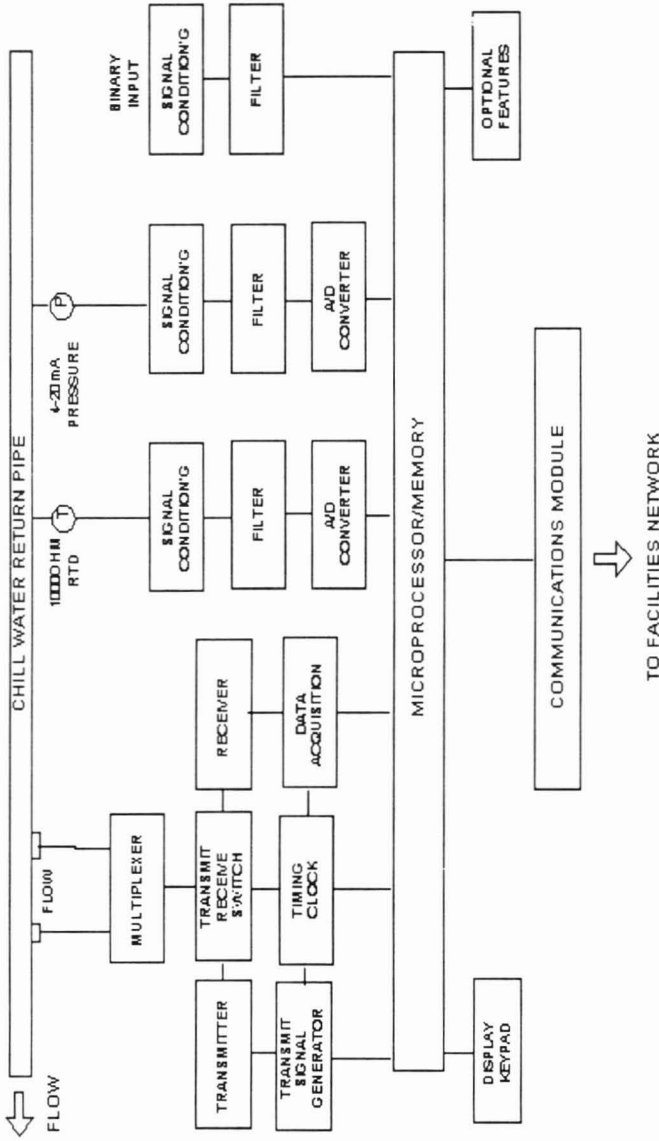 CHILL WATER RETURN PIPE
FLOW
FLOW
1000OHM
RTD
T
4-20mA
PRESSURE
P
BINARY
INPUT
MULTIPLEXER
SIGNAL
CONDITION'G
SIGNAL
CONDITION'G
SIGNAL
CONDITION'G
TRANSMITTER
TRANSMIT
RECEIVE
SWITCH
RECEIVER
FILTER
FILTER
FILTER
TRANSMIT
SIGNAL
GENERATOR
TIMING
CLOCK
DATA
ACQUISITION
A/D
CONVERTER
A/D
CONVERTER
MICROPROCESSOR/MEMORY
DISPLAY
KEYPAD
OPTIONAL
FEATURES
COMMUNICATIONS MODULE
TO FACILITIES NETWORK